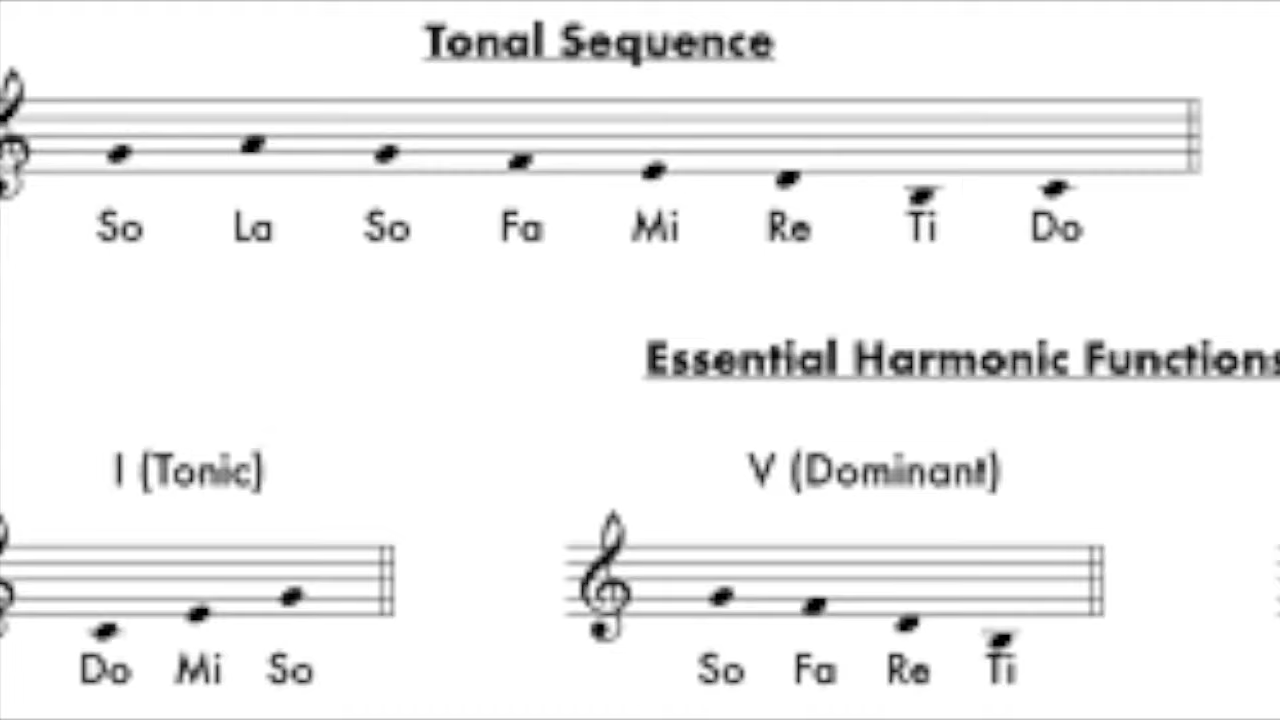 Tonal Sequence
So La So Fa Mi Re Ti Do
Essential Harmonic Functions
I (Tonic)
V (Dominant)
Do Mi So
So Fa Re Ti